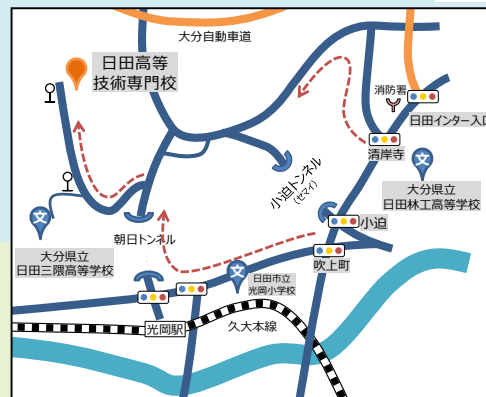 大分自動車道
日田高等
技術専門校
消防署
日田インター入口
清岸寺
小迫トンネル
(せマイ)
文
大分県立
日田林工高等学校
文
小迫
朝日トンネル
大分県立
日田三隈高等学校
吹上町
文
日田市立
光岡小学校
光岡駅
久大本線